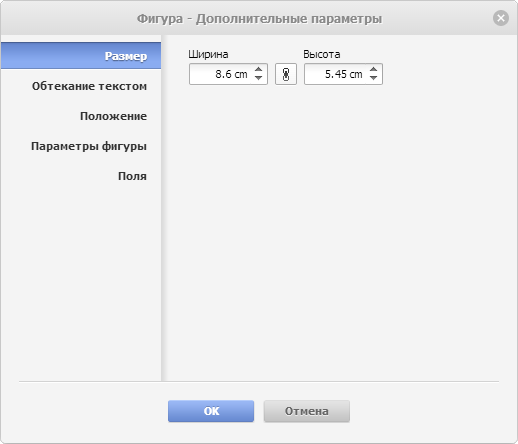 Фигура - Дополнительные параметры
Размер
Обтекание текстом
Положение
Параметры фигуры
Поля
Ширина Высота
8.6 cm 5.45 cm
OK Отмена